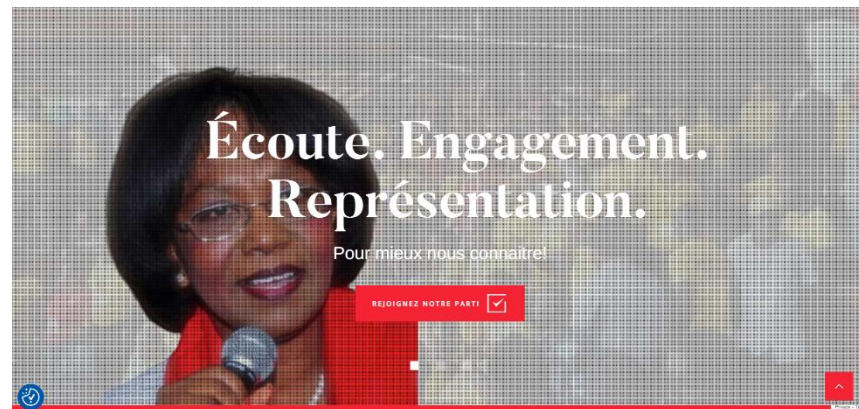 Écoute. Engagement.
Représentation.
Pour mieux nous connaitre!
REJOIGNEZ NOTRE PARTI